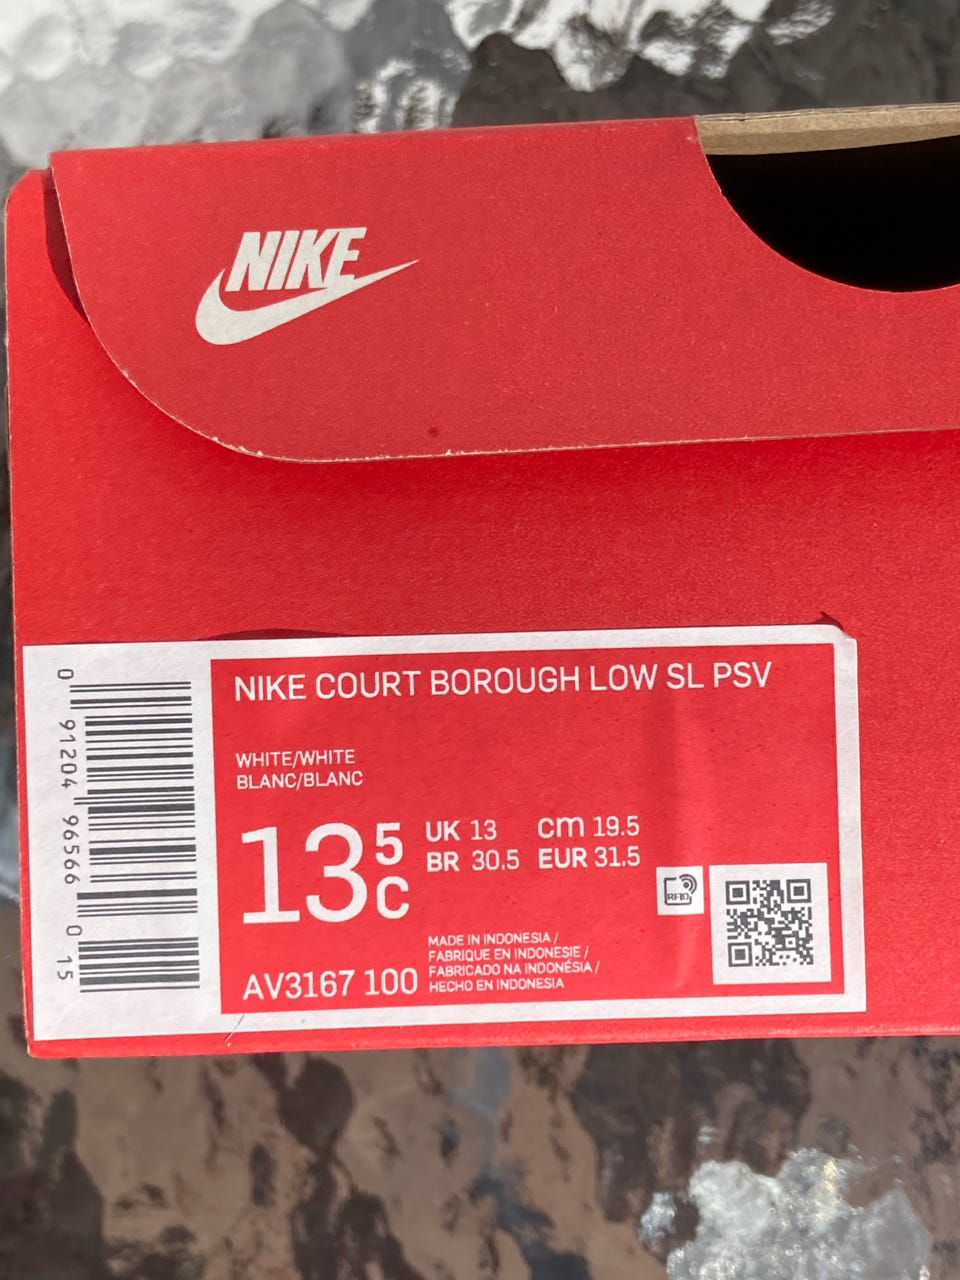 NIKE
NIKE COURT BOROUGH LOW SL PSV
WHITE/WHITE
BLANC/BLANC
13 5 C
UK 13 cm 19.5
BR 30.5 EUR 31.5
RFID
MADE IN INDONESIA /
FABRIQUE EN INDONESIE /
FABRICADO NA INDONÉSIA /
HECHO EN INDONESIA
AV3167 100
0 91204 96566 0 15